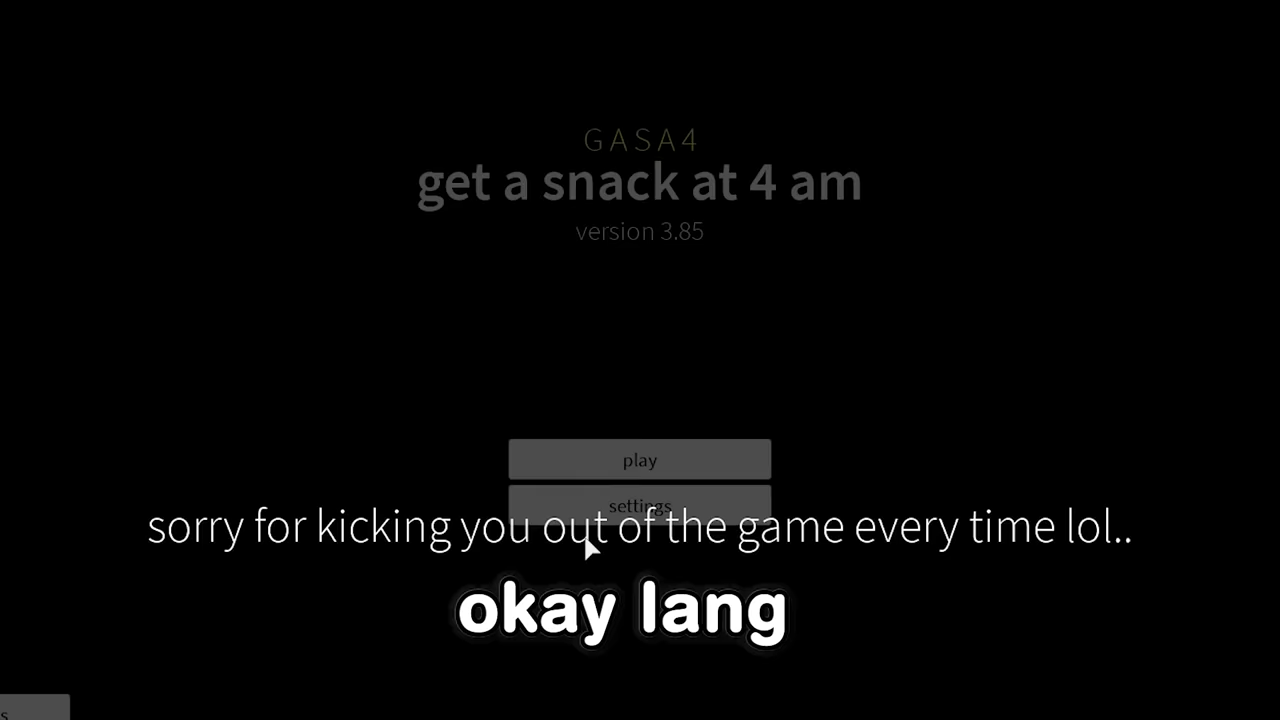 GASA4
get a snack at 4 am
version 3.85
play
settings
sorry for kicking you out of the game every time lol..
okay lang
s